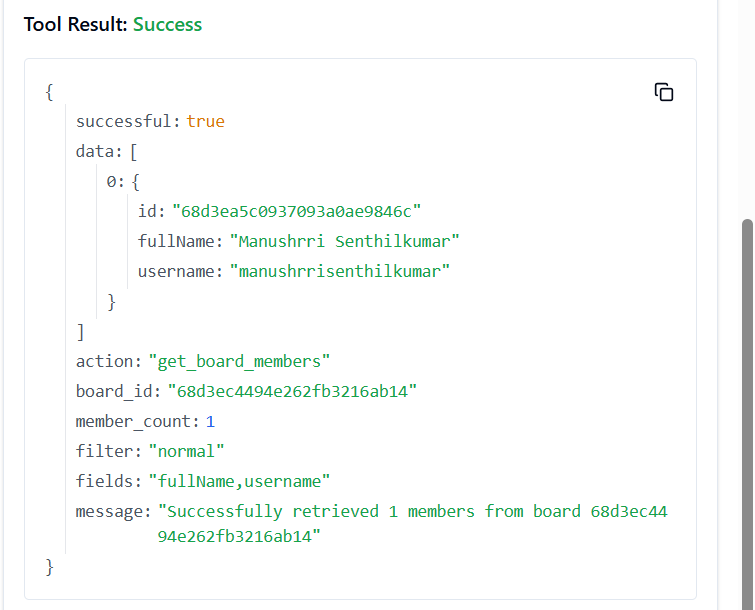 Tool Result: Success
{
successful: true
data: [
0: {
id: "68d3ea5c0937093a0ae9846c"
fullName: "Manushrri Senthilkumar"
username: "manushrrisenthilkumar"
}
]
action: "get_board_members"
board_id: "68d3ec4494e262fb3216ab14"
member_count: 1
filter: "normal"
fields: "fullName,username"
message: "Successfully retrieved 1 members from board 68d3ec44
94e262fb3216ab14"
}